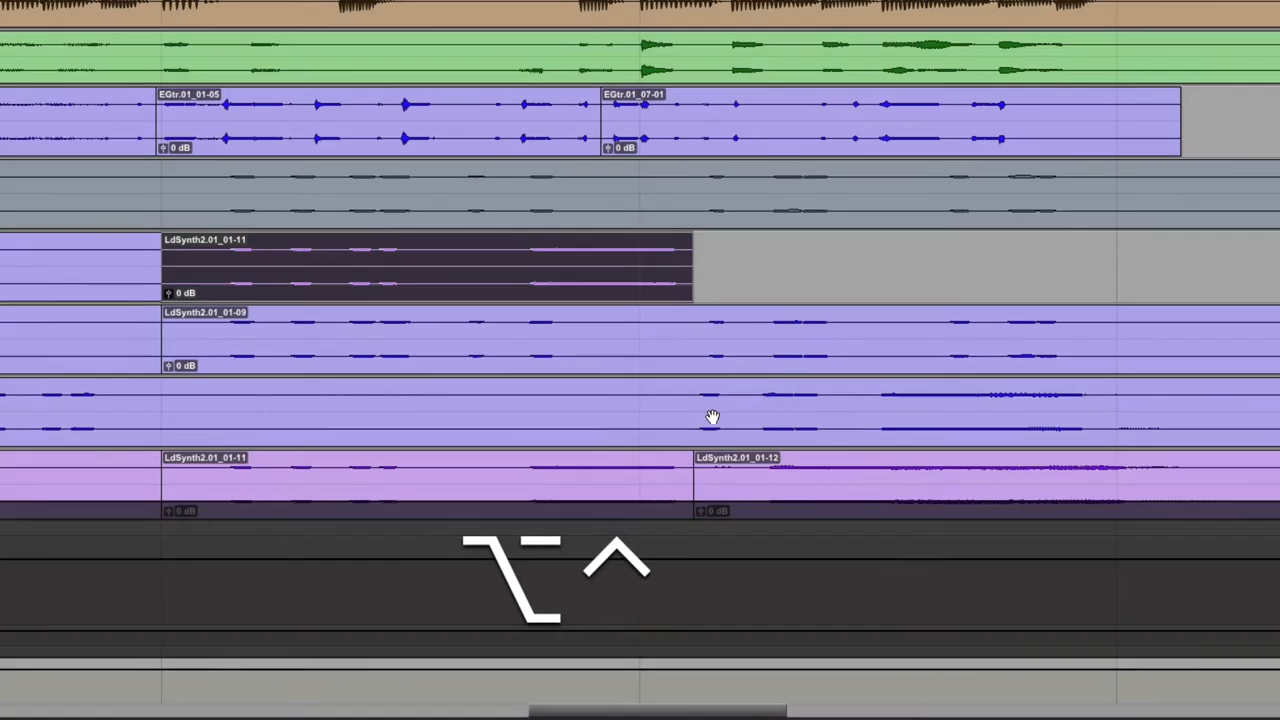 EGtr.01_01-05
EGtr.01_07-01
0 dB
0 dB
LdSynth2.01_01-11
0 dB
LdSynth2.01_01-09
0 dB
LdSynth2.01_01-11
LdSynth2.01_01-12
0 dB
0 dB
⌥ ^